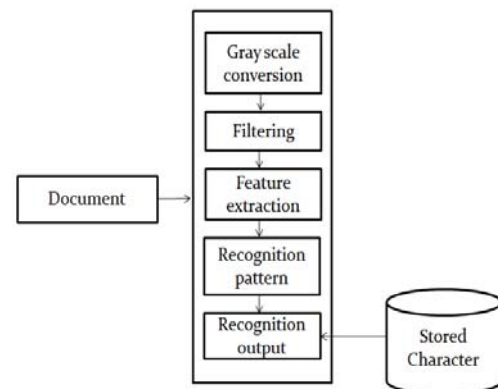 Gray scale
conversion
Filtering
Document
Feature
extraction
Recognition
pattern
Recognition
output
Stored
Character